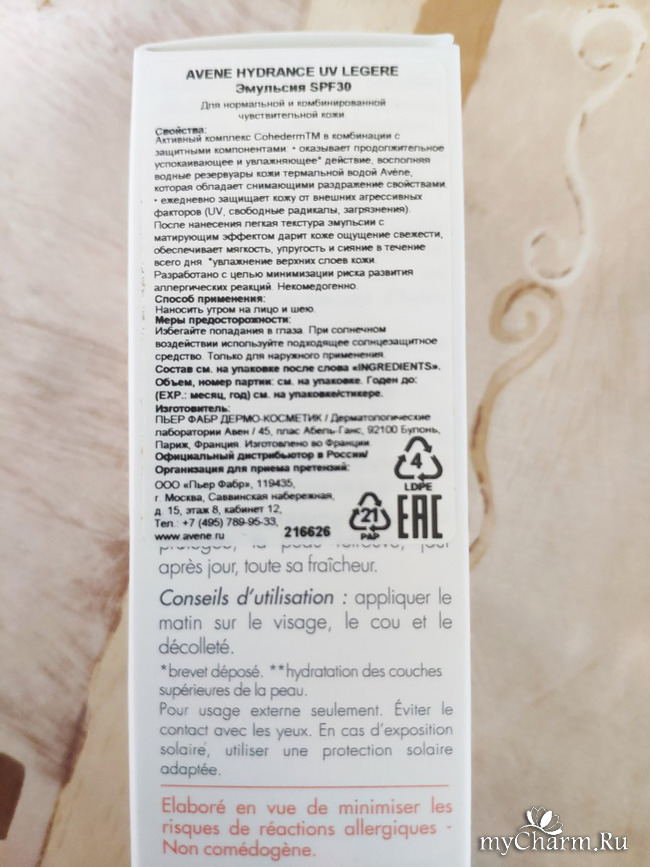 AVENE HYDRANCE UV LEGERE
Эмульсия SPF30
Для нормальной и комбинированной
чувствительной кожи
Свойства:
Активный комплекс CohedermTM в комбинации с
защитными компонентами • оказывает продолжительное
успокаивающее и увлажняющее* действие, восполняя
водные резервуары кожи термальной водой Avène,
которая обладает снимающими раздражение свойствами
• ежедневно защищает кожу от внешних агрессивных
факторов (UV, свободные радикалы, загрязнения).
После нанесения легкая текстура эмульсии с
матирующим эффектом дарит коже ощущение свежести,
обеспечивает мягкость, упругость и сияние в течение
всего дня. *увлажнение верхних слоев кожи.
Разработано с целью минимизации риска развития
аллергических реакций. Некомедогенно.
Способ применения:
Наносить утром на лицо и шею.
Меры предосторожности:
Избегайте попадания в глаза. При солнечном
воздействии используйте подходящее солнцезащитное
средство. Только для наружного применения.
Состав см. на упаковке после слова «INGREDIENTS».
Объем, номер партии: см. на упаковке. Годен до:
(EXP.: месяц, год) см. на упаковке/стикере.
Изготовитель:
ПЬЕР ФАБР ДЕРМО-КОСМЕТИК / Дерматологические
лаборатории Авен / 45, плас Абель-Ганс, 92100 Булонь,
Париж, Франция. Изготовлено во Франции.
Официальный дистрибьютор в России/
Организация для приема претензий:
ООО «Пьер Фабр», 119435,
г. Москва, Саввинская набережная,
д. 15, этаж 8, кабинет 12,
Тел.: +7 (495) 789-95-33,
www.avene.ru
216626
4
LDPE
21
PAP
EAC
après jour, toute sa fraîcheur.
Conseils d'utilisation : appliquer le
matin sur le visage, le cou et le
décolleté.
*brevet déposé. **hydratation des couches
supérieures de la peau.
Pour usage externe seulement. Éviter le
contact avec les yeux. En cas d'exposition
solaire, utiliser une protection solaire
adaptée.
Elaboré en vue de minimiser les
risques de réactions allergiques -
Non comédogène.
myCharm.Ru